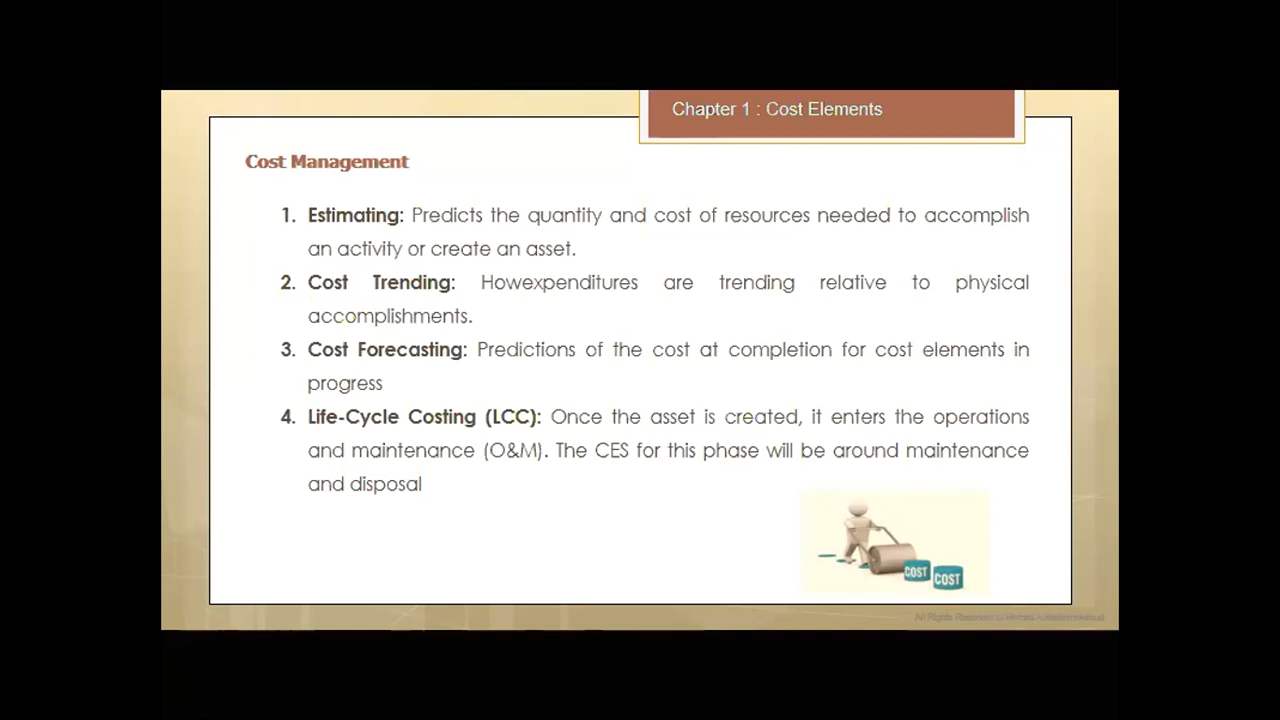 Chapter 1 : Cost Elements
Cost Management
1. Estimating: Predicts the quantity and cost of resources needed to accomplish
an activity or create an asset.
2. Cost Trending: Howexpenditures are trending relative to physical
accomplishments.
3. Cost Forecasting: Predictions of the cost at completion for cost elements in
progress
4. Life-Cycle Costing (LCC): Once the asset is created, it enters the operations
and maintenance (O&M). The CES for this phase will be around maintenance
and disposal
COST
COST
All Rights